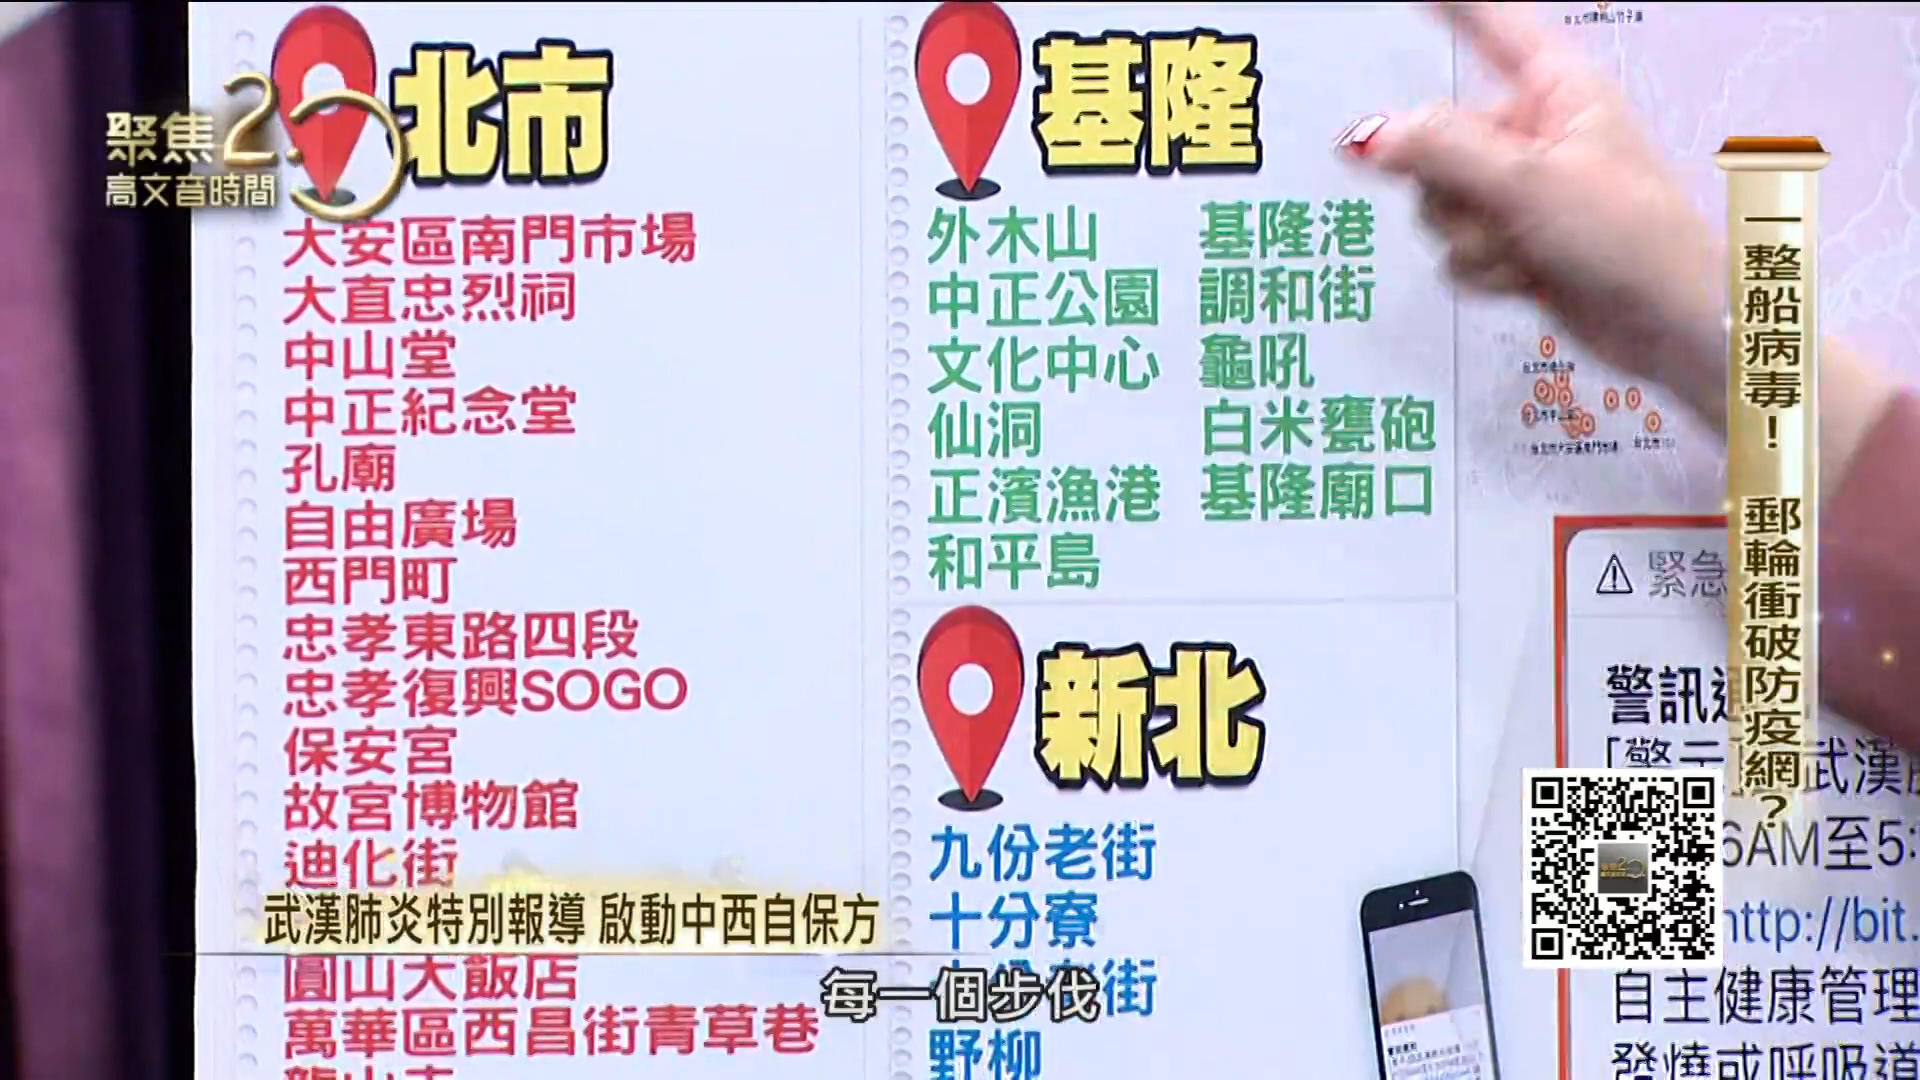 聚焦2.0
高文音時間
北市
大安區南門市場
大直忠烈祠
中山堂
中正紀念堂
孔廟
自由廣場
西門町
忠孝東路四段
忠孝復興SOGO
保安宮
故宮博物館
迪化街
圓山大飯店
萬華區西昌街青草巷
基隆
外木山 基隆港
中正公園 調和街
文化中心 龜吼
仙洞 白米甕砲
正濱漁港 基隆廟口
和平島
新北
九份老街
十分寮
街
野柳
緊急
警訊
武漢
6AM至5:
http://bit.
自主健康管理
發燒或呼吸道
一整船病毒! 郵輪衝破防疫網?
武漢肺炎特別報導 啟動中西自保方
每一個步伐